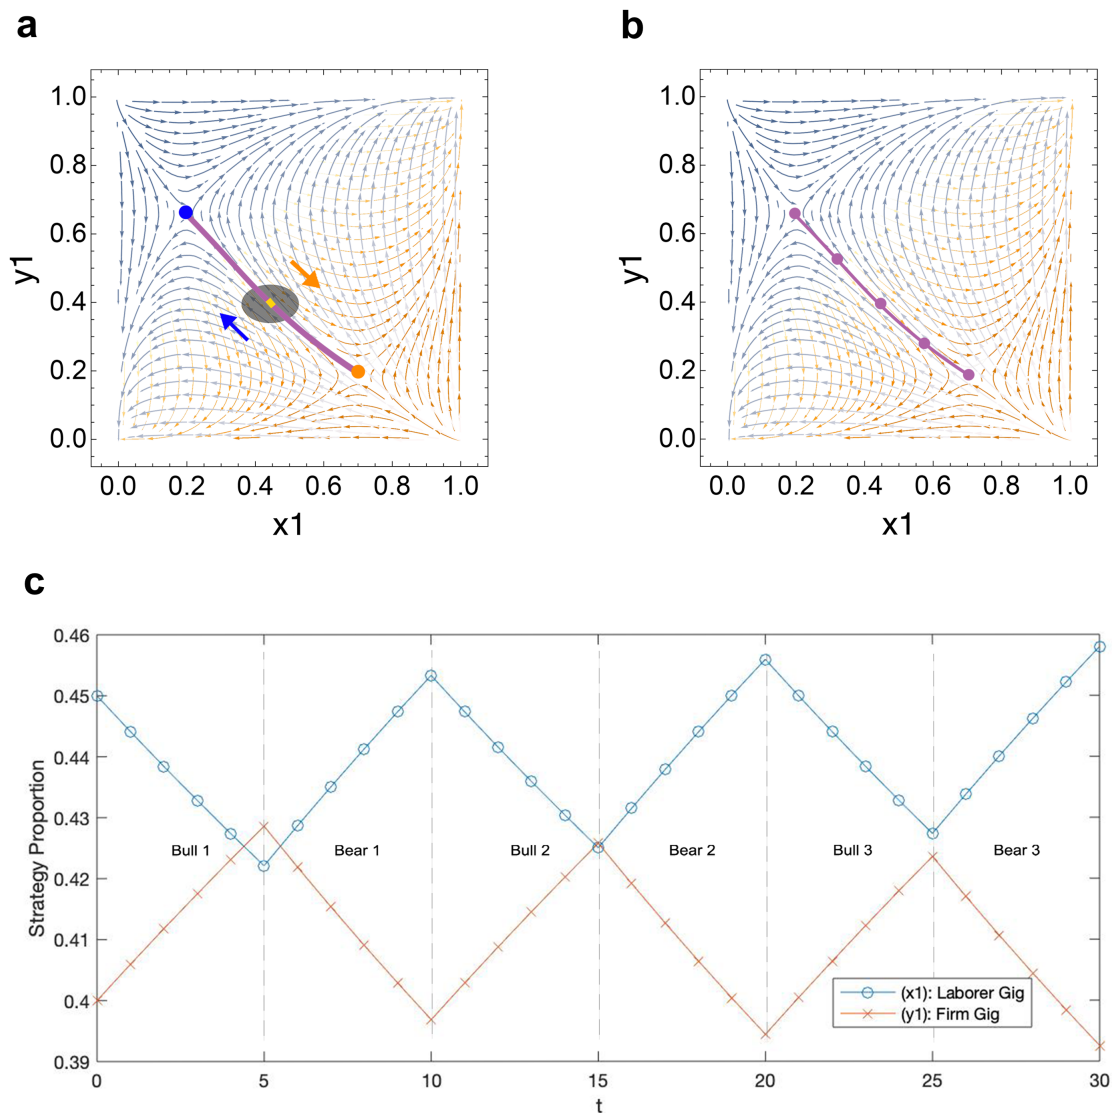 a
b
1.0
0.8
0.6
0.4
0.2
0.0
y1
0.0 0.2 0.4 0.6 0.8 1.0
x1
1.0
0.8
0.6
0.4
0.2
0.0
y1
0.0 0.2 0.4 0.6 0.8 1.0
x1
c
0.46
0.45
0.44
0.43
0.42
0.41
0.4
0.39
Strategy Proportion
Bull 1 Bear 1 Bull 2 Bear 2 Bull 3 Bear 3
(x1): Laborer Gig
(y1): Firm Gig
0 5 10 15 20 25 30
t